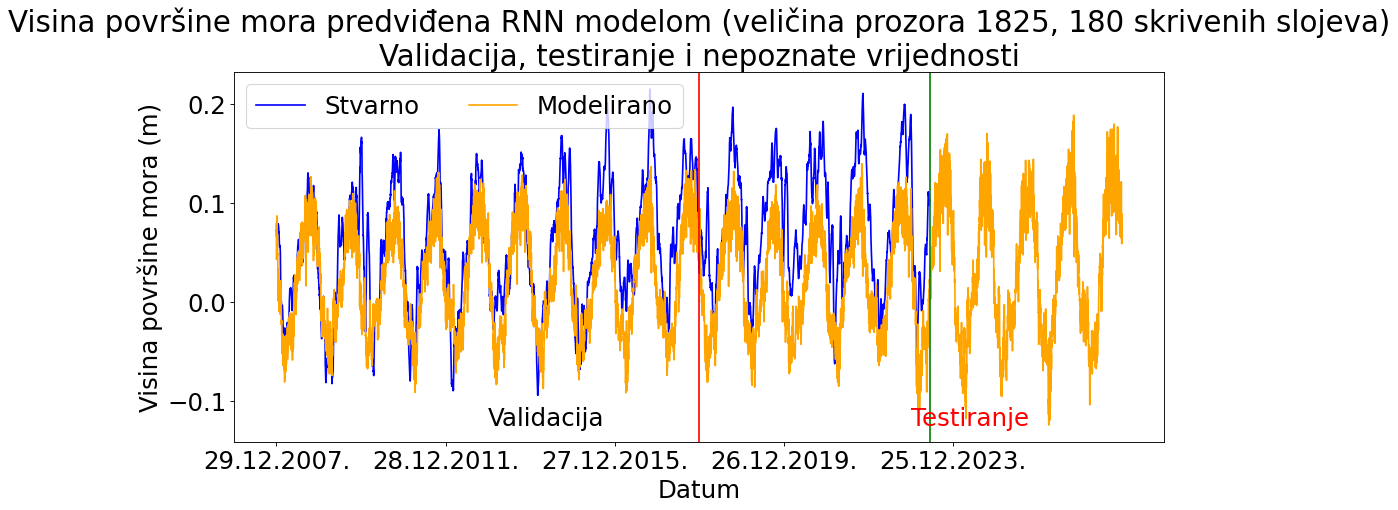 Visina površine mora predviđena RNN modelom (veličina prozora 1825, 180 skrivenih slojeva)
Validacija, testiranje i nepoznate vrijednosti
Stvarno Modelirano
Visina površine mora (m)
0.2
0.1
0.0
−0.1
Validacija Testiranje
29.12.2007. 28.12.2011. 27.12.2015. 26.12.2019. 25.12.2023.
Datum